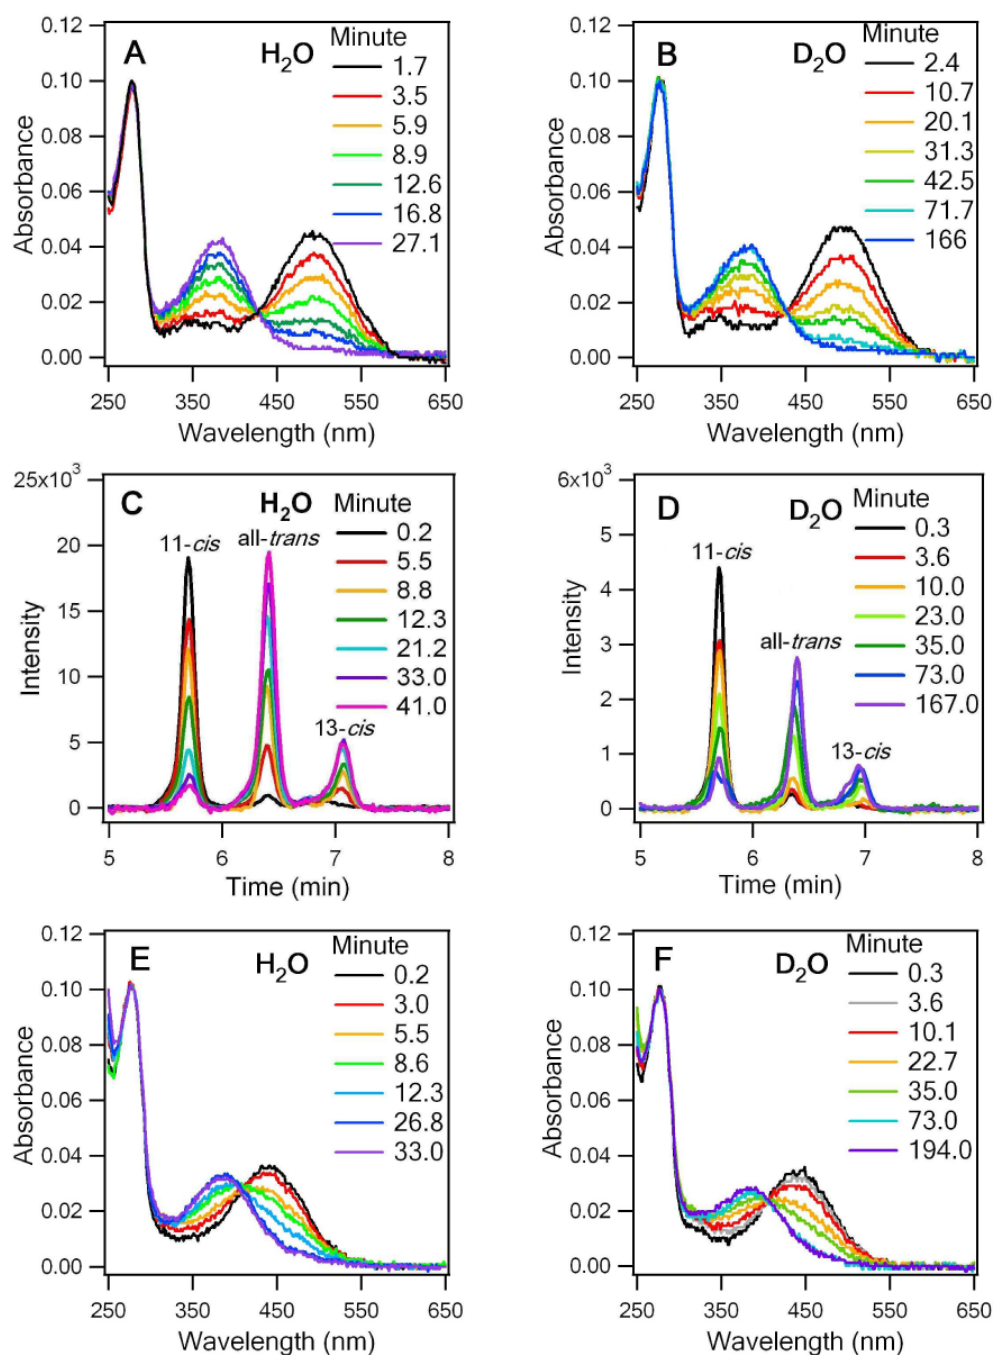 A
H2O
Minute
1.7
3.5
5.9
8.9
12.6
16.8
27.1
0.12
0.10
0.08
0.06
0.04
0.02
0.00
Absorbance
250 350 450 550 650
Wavelength (nm)
B
D2O
Minute
2.4
10.7
20.1
31.3
42.5
71.7
166
0.12
0.10
0.08
0.06
0.04
0.02
0.00
Absorbance
250 350 450 550 650
Wavelength (nm)
C
H2O
Minute
0.2
5.5
8.8
12.3
21.2
33.0
41.0
11-cis
all-trans
13-cis
25x10³
20
15
10
5
0
Intensity
5 6 7 8
Time (min)
D
D2O
Minute
0.3
3.6
10.0
23.0
35.0
73.0
167.0
11-cis
all-trans
13-cis
6x10³
5
4
3
2
1
0
Intensity
5 6 7 8
Time (min)
E
H2O
Minute
0.2
3.0
5.5
8.6
12.3
26.8
33.0
0.12
0.10
0.08
0.06
0.04
0.02
0.00
Absorbance
250 350 450 550 650
Wavelength (nm)
F
D2O
Minute
0.3
3.6
10.1
22.7
35.0
73.0
194.0
0.12
0.10
0.08
0.06
0.04
0.02
0.00
Absorbance
250 350 450 550 650
Wavelength (nm)